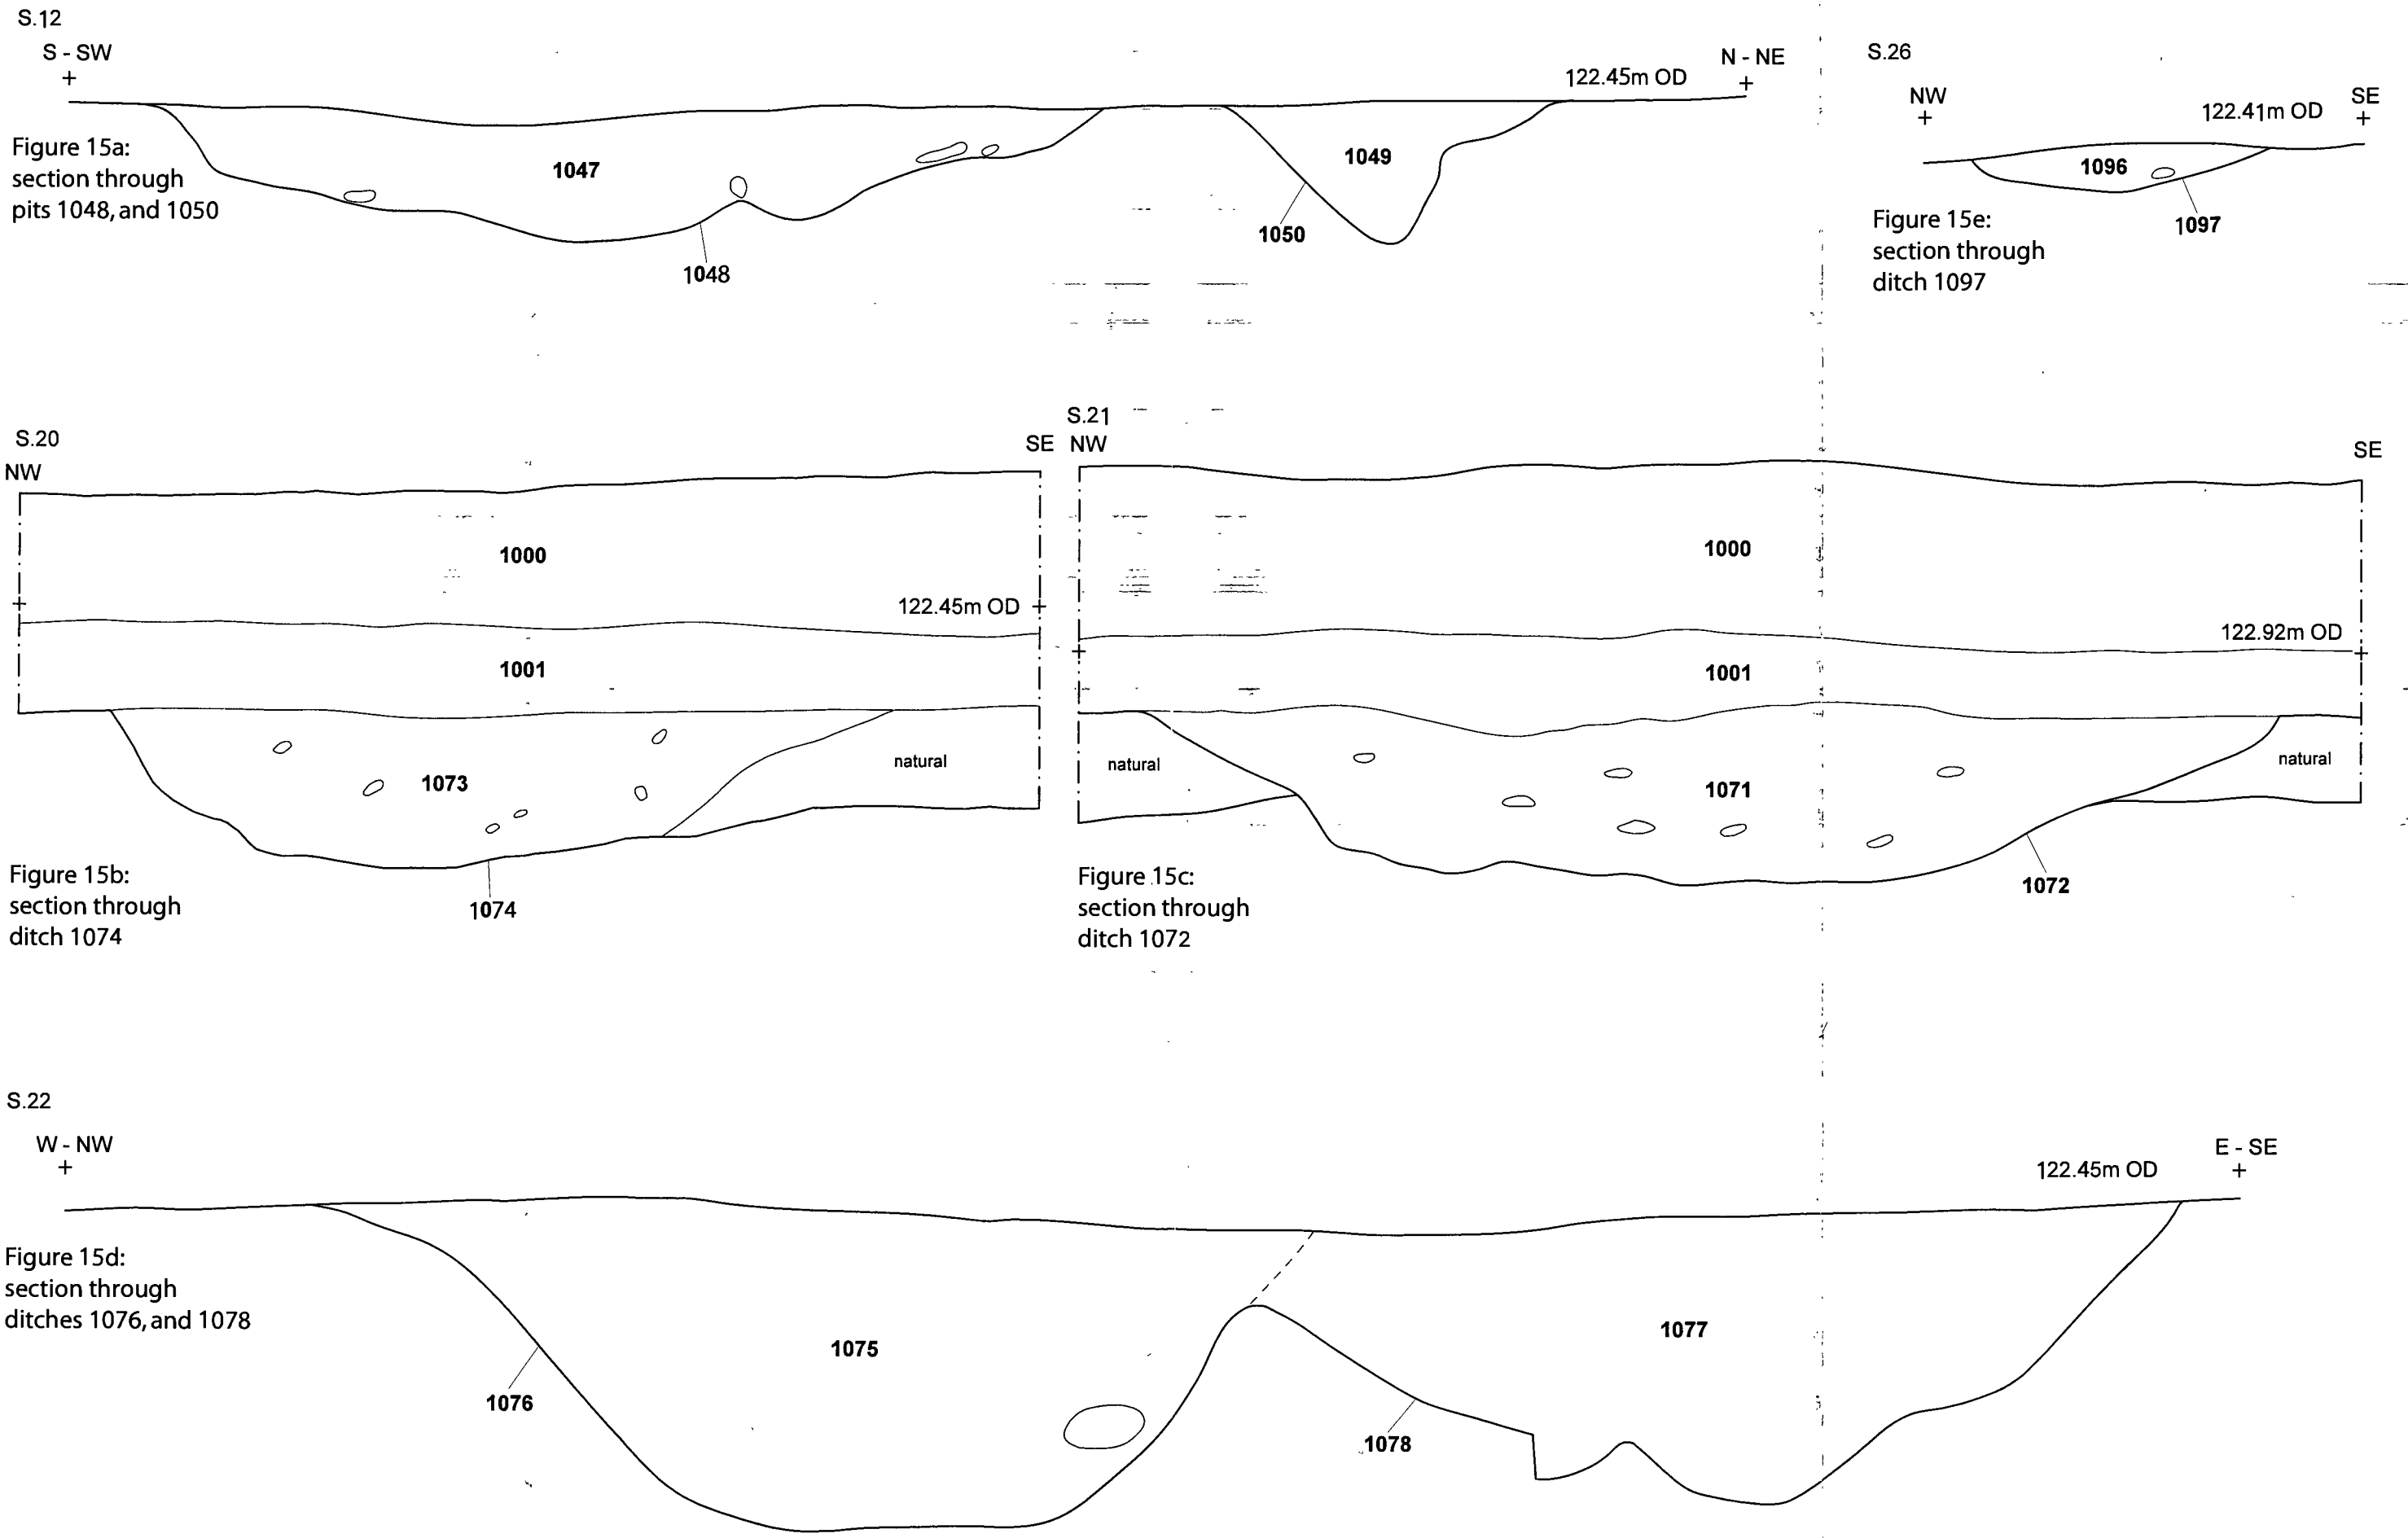 S.12
S - SW
N - NE
122.45m OD
Figure 15a:
section through
pits 1048, and 1050
1047
1049
1048
1050
S.26
NW
SE
122.41m OD
1096
1097
Figure 15e:
section through
ditch 1097
S.20
NW
SE
1000
122.45m OD
1001
1073
natural
1074
Figure 15b:
section through
ditch 1074
S.21
NW
SE
1000
122.92m OD
1001
natural
1071
natural
1072
Figure 15c:
section through
ditch 1072
S.22
W - NW
E - SE
122.45m OD
Figure 15d:
section through
ditches 1076, and 1078
1075
1077
1076
1078